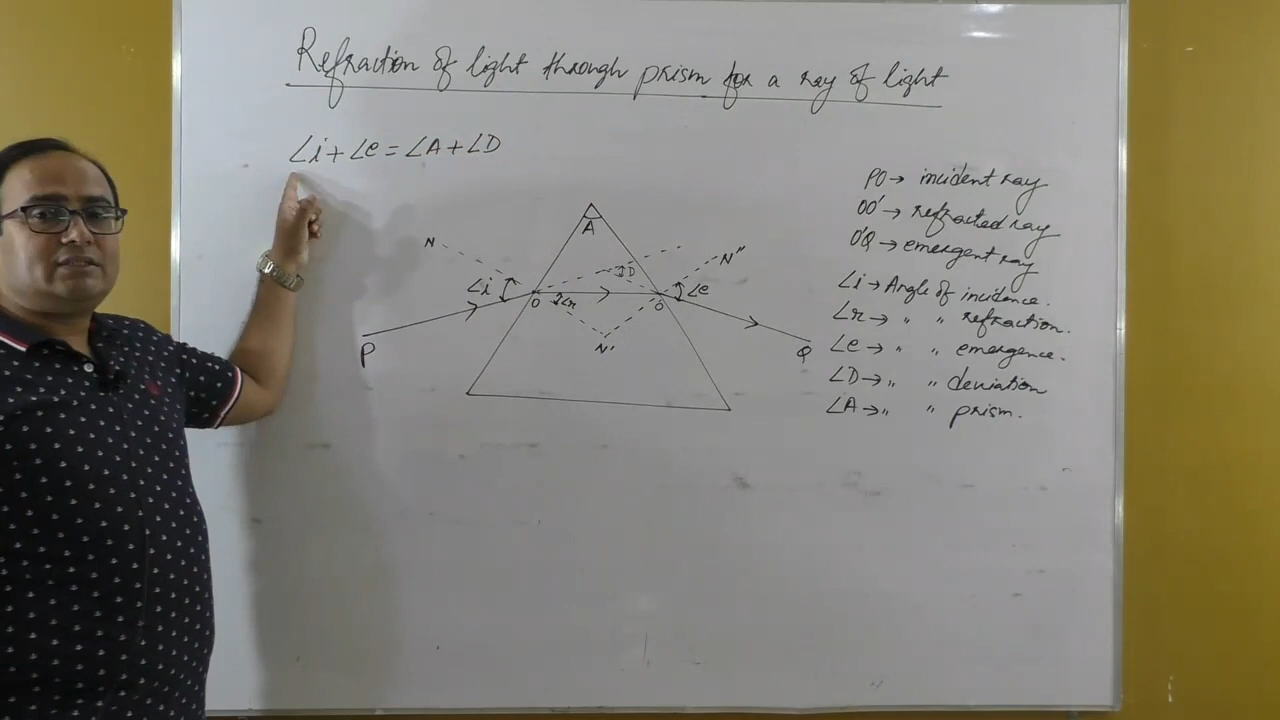 Refraction of light through prism for a ray of light
∠i + ∠e = ∠A + ∠D
PO → incident ray
OO' → refracted ray
O'Q → emergent ray
∠i → Angle of incidence.
∠r → " " refraction.
∠e → " " emergence.
∠D → " " deviation
∠A → " " prism.
A
N
N"
D
∠i
∠e
O
∠r
O'
P
N'
Q